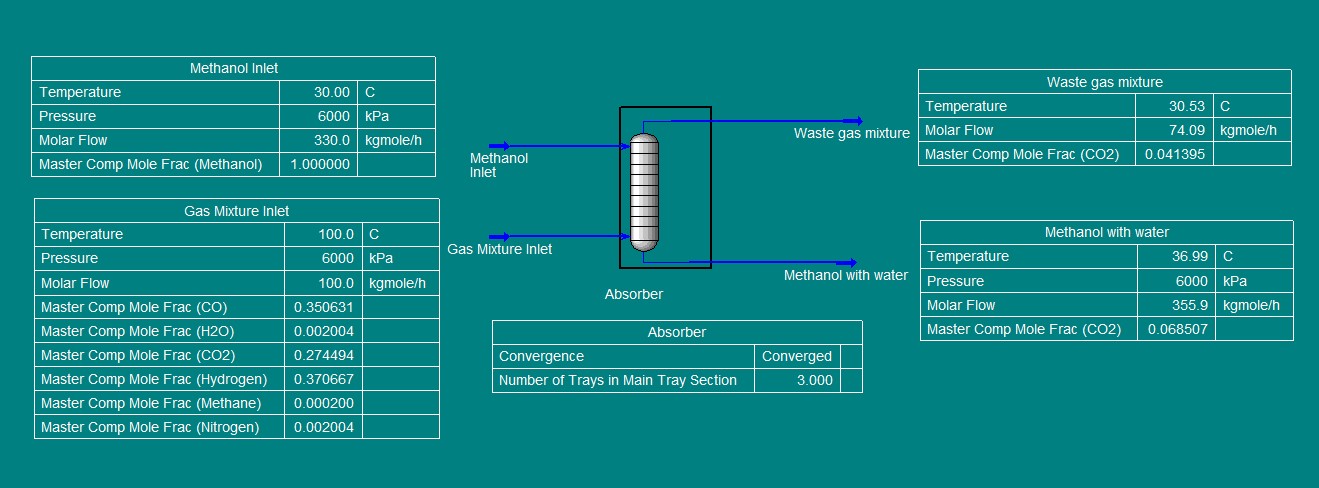 Methanol Inlet
Temperature 30.00 C
Pressure 6000 kPa
Molar Flow 330.0 kgmole/h
Master Comp Mole Frac (Methanol) 1.000000
Gas Mixture Inlet
Temperature 100.0 C
Pressure 6000 kPa
Molar Flow 100.0 kgmole/h
Master Comp Mole Frac (CO) 0.350631
Master Comp Mole Frac (H2O) 0.002004
Master Comp Mole Frac (CO2) 0.274494
Master Comp Mole Frac (Hydrogen) 0.370667
Master Comp Mole Frac (Methane) 0.000200
Master Comp Mole Frac (Nitrogen) 0.002004
Methanol
Inlet
Gas Mixture Inlet
Waste gas mixture
Methanol with water
Absorber
Absorber
Convergence Converged
Number of Trays in Main Tray Section 3.000
Waste gas mixture
Temperature 30.53 C
Molar Flow 74.09 kgmole/h
Master Comp Mole Frac (CO2) 0.041395
Methanol with water
Temperature 36.99 C
Pressure 6000 kPa
Molar Flow 355.9 kgmole/h
Master Comp Mole Frac (CO2) 0.068507